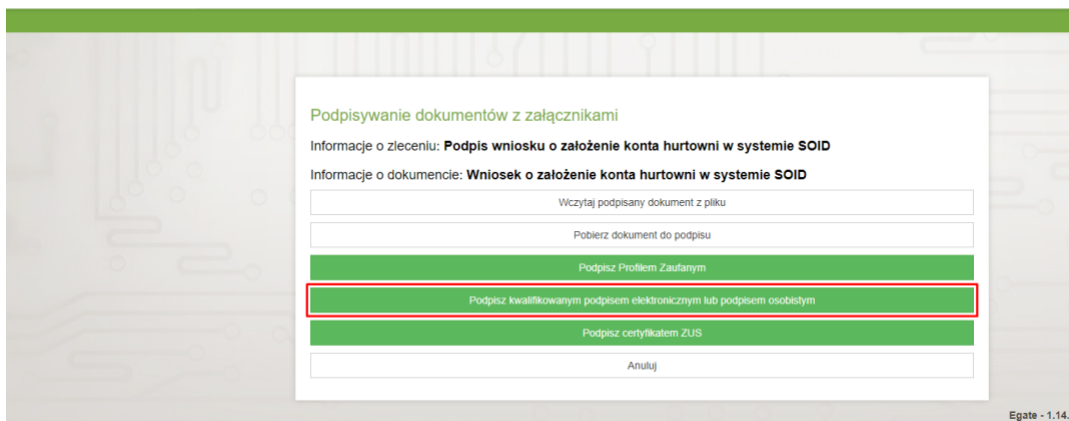 Podpisywanie dokumentów z załącznikami
Informacje o zleceniu: Podpis wniosku o założenie konta hurtowni w systemie SOID
Informacje o dokumencie: Wniosek o założenie konta hurtowni w systemie SOID
Wczytaj podpisany dokument z pliku
Pobierz dokument do podpisu
Podpisz Profilem Zaufanym
Podpisz kwalifikowanym podpisem elektronicznym lub podpisem osobistym
Podpisz certyfikatem ZUS
Anuluj
Egate - 1.14.